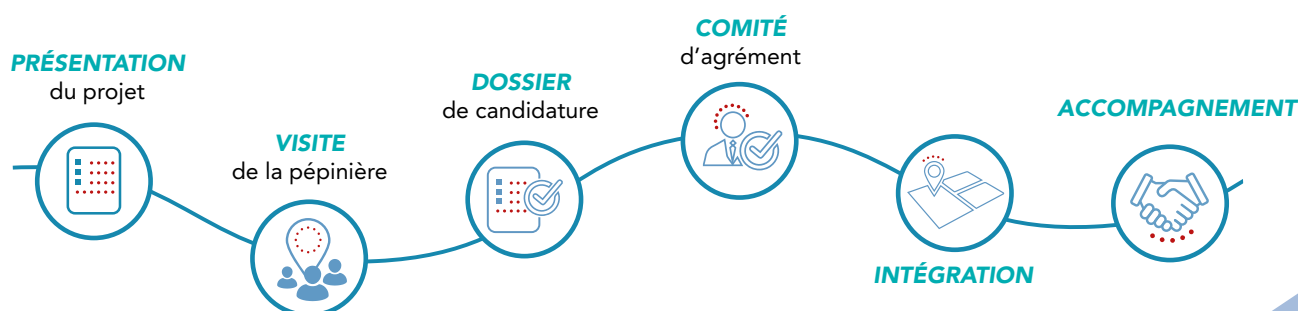 PRÉSENTATION
du projet
VISITE
de la pépinière
DOSSIER
de candidature
COMITÉ
d'agrément
INTÉGRATION
ACCOMPAGNEMENT